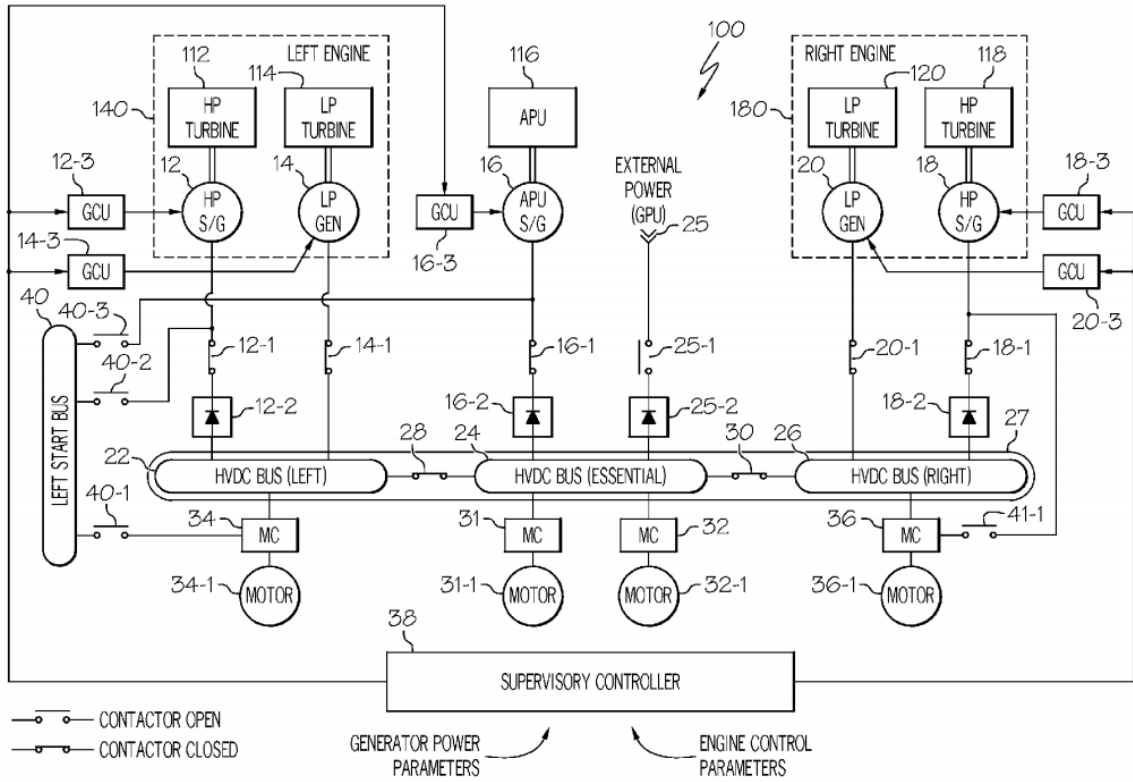 100
LEFT ENGINE
RIGHT ENGINE
112
114
116
120
118
140
180
HP
TURBINE
LP
TURBINE
APU
LP
TURBINE
HP
TURBINE
12-3
12
14
16
EXTERNAL
POWER
(GPU)
20
18
18-3
GCU
HP
S/G
LP
GEN
GCU
APU
S/G
25
LP
GEN
HP
S/G
GCU
14-3
GCU
16-3
GCU
20-3
40
40-3
40-2
12-1
14-1
16-1
25-1
20-1
18-1
12-2
16-2
25-2
18-2
LEFT START BUS
22
28
24
30
26
27
HVDC BUS (LEFT)
HVDC BUS (ESSENTIAL)
HVDC BUS (RIGHT)
40-1
34
31
32
36
41-1
MC
MC
MC
MC
MOTOR
MOTOR
MOTOR
MOTOR
34-1
31-1
32-1
36-1
38
SUPERVISORY CONTROLLER
CONTACTOR OPEN
CONTACTOR CLOSED
GENERATOR POWER
PARAMETERS
ENGINE CONTROL
PARAMETERS